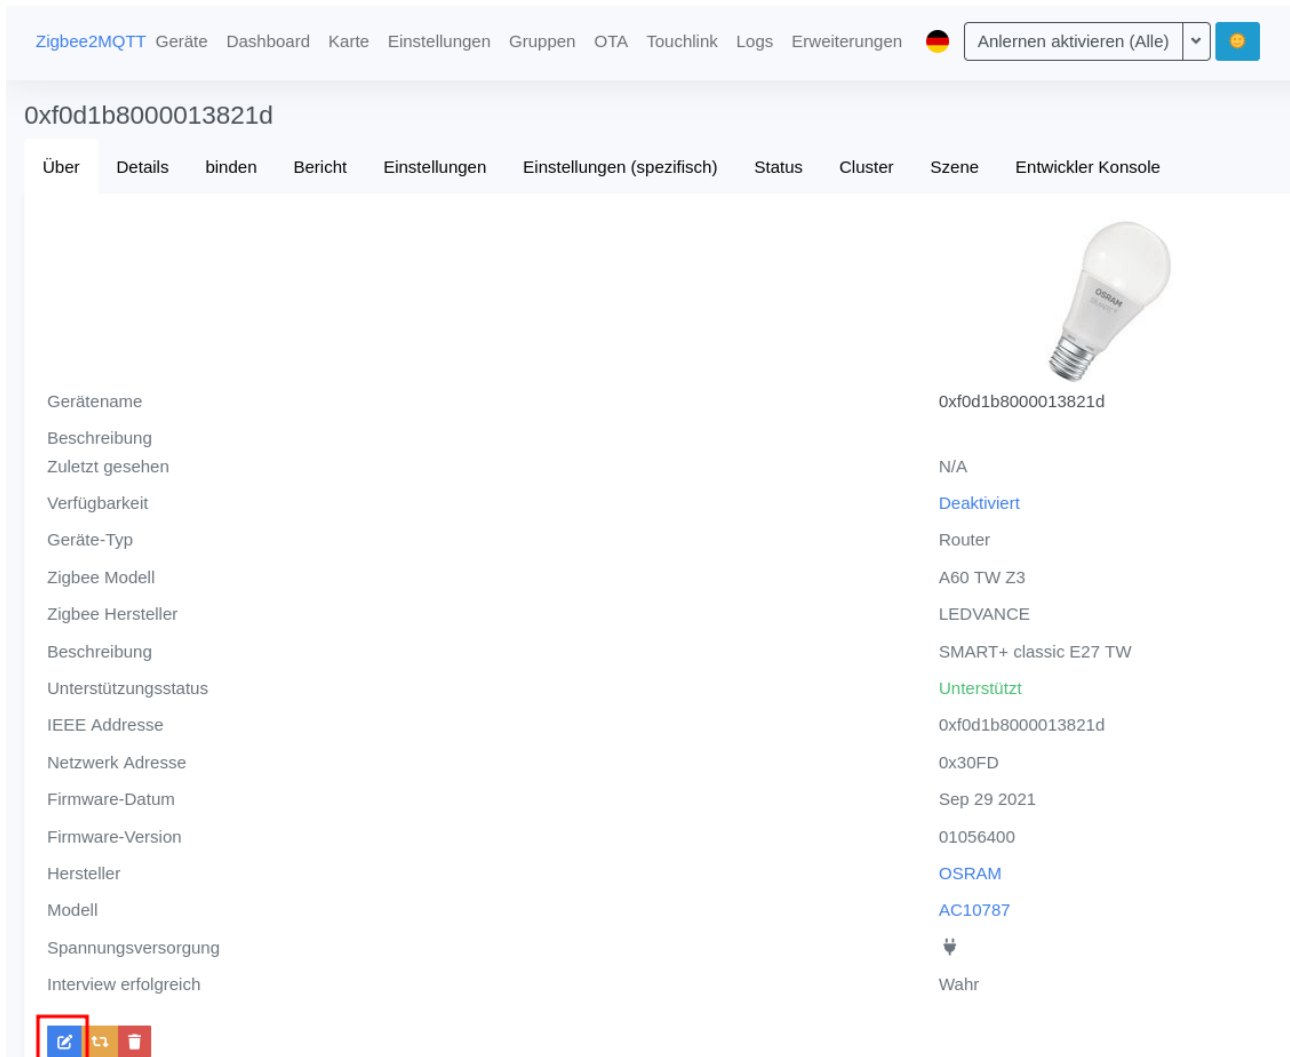 Zigbee2MQTT Geräte Dashboard Karte Einstellungen Gruppen OTA Touchlink Logs Erweiterungen Anlernen aktivieren (Alle)
0xf0d1b8000013821d
Über Details binden Bericht Einstellungen Einstellungen (spezifisch) Status Cluster Szene Entwickler Konsole
OSRAM
Gerätename 0xf0d1b8000013821d
Beschreibung
Zuletzt gesehen N/A
Verfügbarkeit Deaktiviert
Geräte-Typ Router
Zigbee Modell A60 TW Z3
Zigbee Hersteller LEDVANCE
Beschreibung SMART+ classic E27 TW
Unterstützungsstatus Unterstützt
IEEE Addresse 0xf0d1b8000013821d
Netzwerk Adresse 0x30FD
Firmware-Datum Sep 29 2021
Firmware-Version 01056400
Hersteller OSRAM
Modell AC10787
Spannungsversorgung
Interview erfolgreich Wahr